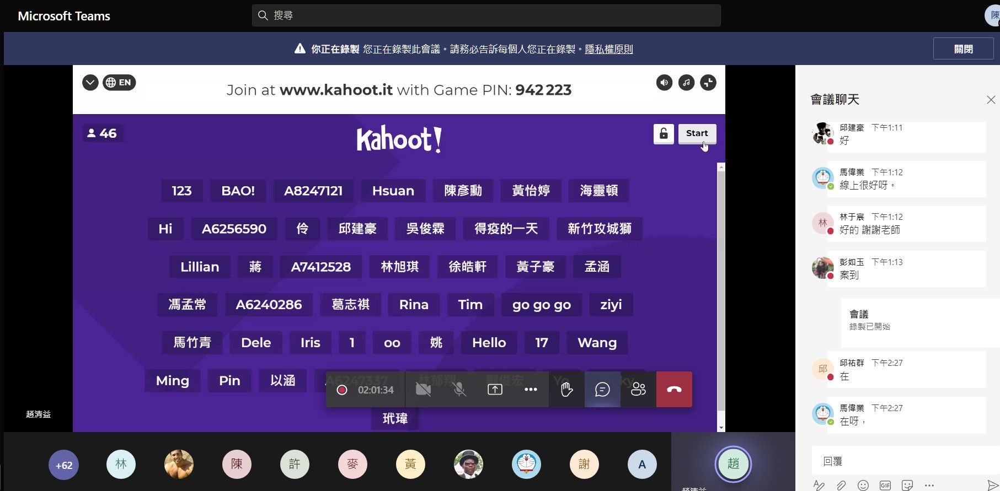 Microsoft Teams
搜尋
陳
你正在錄製 您正在錄製此會議。請務必告訴每個人您正在錄製。隱私權原則
關閉
EN
Join at www.kahoot.it with Game PIN: 942 223
46
Kahoot!
Start
123 BAO! A8247121 Hsuan 陳彥勳 黃怡婷 海靈頓
Hi A6256590 伶 邱建豪 吳俊霖 得疫的一天 新竹攻城獅
Lillian 蔣 A7412528 林旭琪 徐皓軒 黃子豪 孟涵
馮孟常 A6240286 葛志祺 Rina Tim go go go ziyi
馬竹青 Dele Iris 1 oo 姚 Hello 17 Wang
Ming Pin 以涵 A6247337 林郁翔 劉俊宏
02:01:34
玳瑋
趙清益
+62
林
陳
許
麥
黃
謝
A
趙
趙清益
會議聊天
邱建豪 下午1:11
好
馬偉業 下午1:12
線上很好呀。
林
林于宸 下午1:12
好的 謝謝老師
彭如玉 下午1:13
案到
會議
錄製已開始
邱
邱祐群 下午2:27
在
馬偉業 下午2:27
在呀，
回覆
GIF